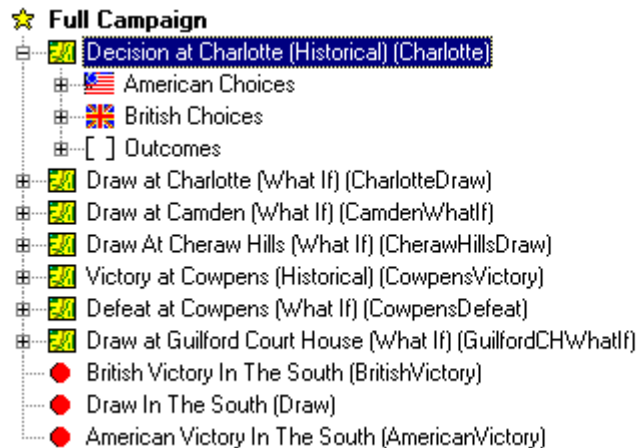 Full Campaign
Decision at Charlotte (Historical) (Charlotte)
American Choices
British Choices
[ ] Outcomes
Draw at Charlotte (What If) (CharlotteDraw)
Draw at Camden (What If) (CamdenWhatIf)
Draw At Cheraw Hills (What If) (CherawHillsDraw)
Victory at Cowpens (Historical) (CowpensVictory)
Defeat at Cowpens (What If) (CowpensDefeat)
Draw at Guilford Court House (What If) (GuilfordCHWhatIf)
British Victory In The South (BritishVictory)
Draw In The South (Draw)
American Victory In The South (AmericanVictory)